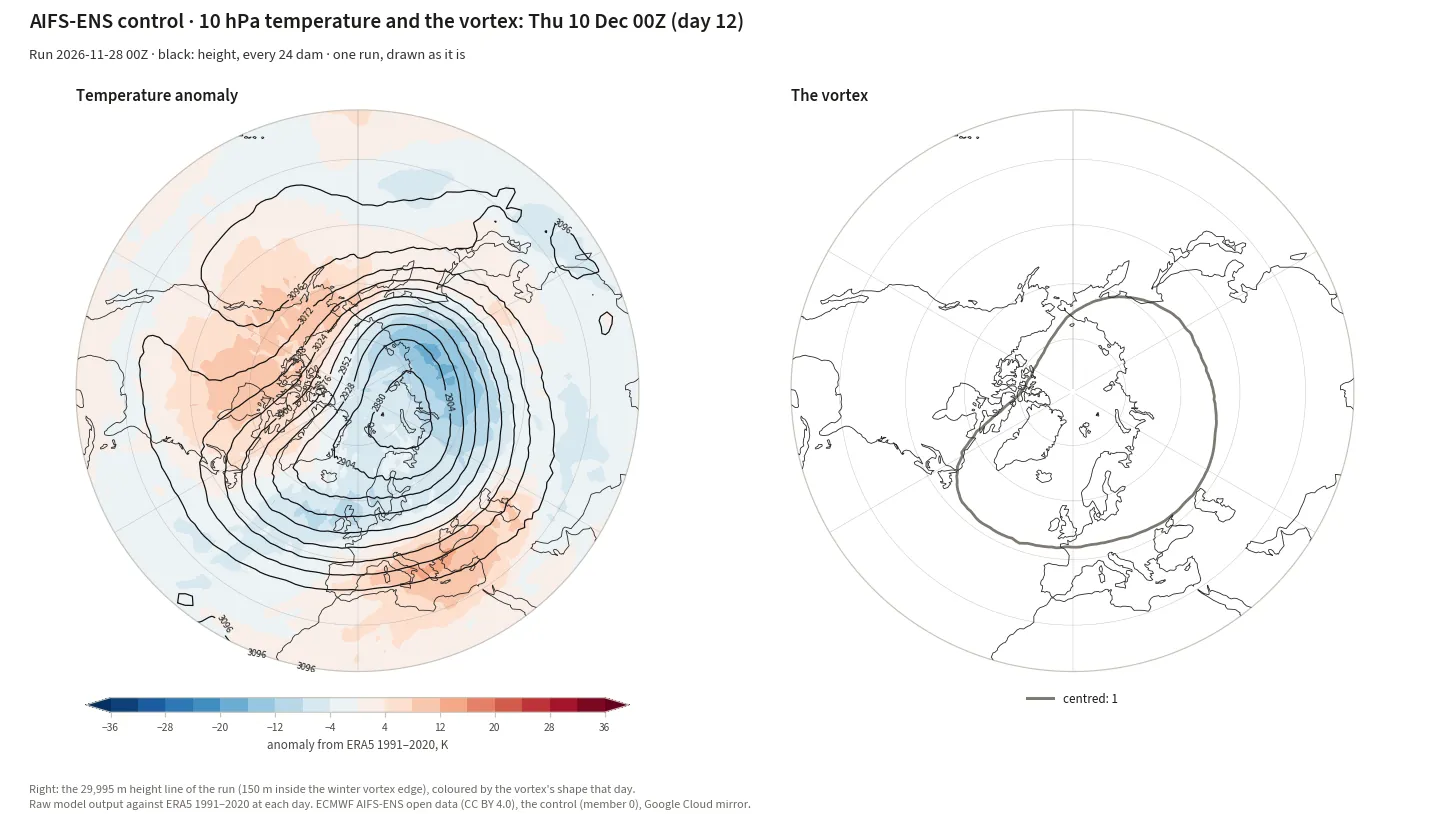 AIFS-ENS control · 10 hPa temperature and the vortex: Thu 10 Dec 00Z (day 12)
Run 2026-11-28 00Z · black: height, every 24 dam · one run, drawn as it is
Temperature anomaly
The vortex
3096
3096
3072
3024
2952
2928
2880
2904
2904
3096
3096
3096
centred: 1
−36 −28 −20 −12 −4 4 12 20 28 36
anomaly from ERA5 1991–2020, K
Right: the 29,995 m height line of the run (150 m inside the winter vortex edge), coloured by the vortex's shape that day.
Raw model output against ERA5 1991–2020 at each day. ECMWF AIFS-ENS open data (CC BY 4.0), the control (member 0), Google Cloud mirror.